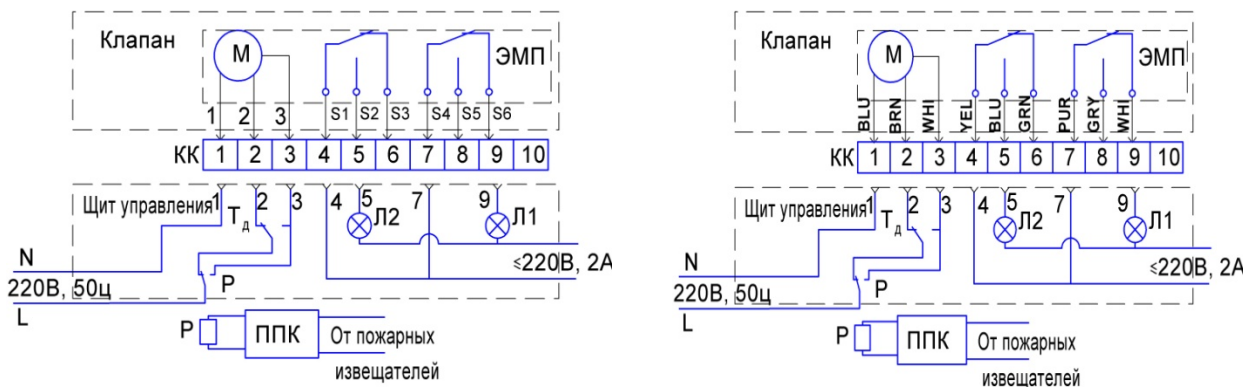 Клапан
М
ЭМП
1 2 3 S1 S2 S3 S4 S5 S6
КК 1 2 3 4 5 6 7 8 9 10
Щит управления 1 2 3 4 5 7 9
Тд Л2 Л1
N
220В, 50ц
Р
⩽220В, 2А
L
Р ППК От пожарных
извещателей
Клапан
М
ЭМП
BLU BRN WHI YEL BLU GRN PUR GRY WHI
КК 1 2 3 4 5 6 7 8 9 10
Щит управления 1 2 3 4 5 7 9
Тд Л2 Л1
N
220В, 50ц
Р
⩽220В, 2А
L
Р ППК От пожарных
извещателей